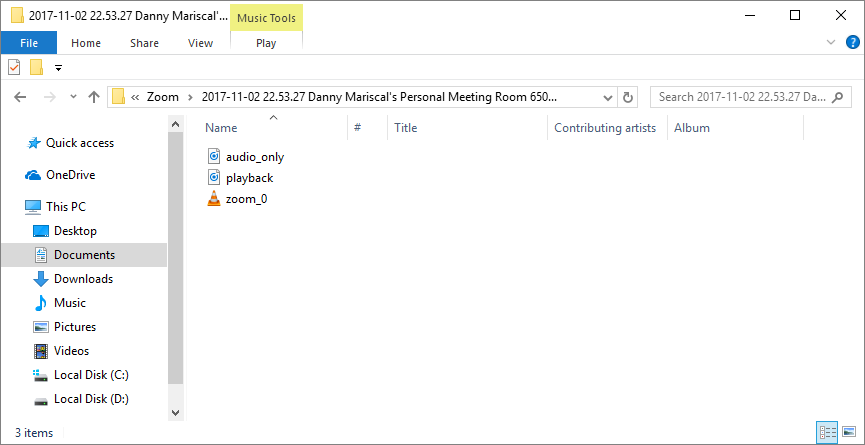 2017-11-02 22.53.27 Danny Mariscal's...
Music Tools
File
Home
Share
View
Play
Zoom
2017-11-02 22.53.27 Danny Mariscal's Personal Meeting Room 650...
Search 2017-11-02 22.53.27 Da...
Quick access
OneDrive
This PC
Desktop
Documents
Downloads
Music
Pictures
Videos
Local Disk (C:)
Local Disk (D:)
Name
#
Title
Contributing artists
Album
audio_only
playback
zoom_0
3 items